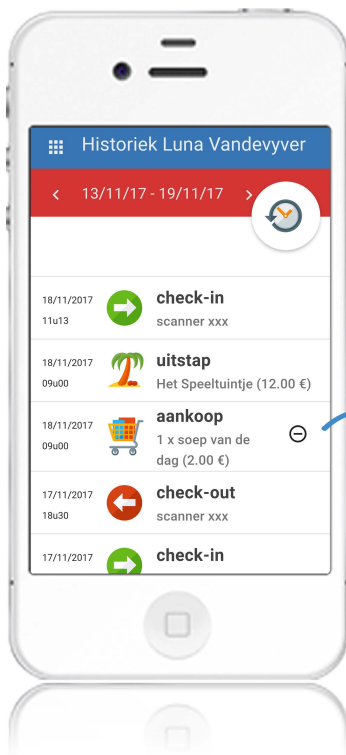 Historiek Luna Vandevyver
13/11/17 - 19/11/17
18/11/2017
11u13
check-in
scanner xxx
18/11/2017
09u00
uitstap
Het Speeltuintje (12.00 €)
18/11/2017
09u00
aankoop
1 x soep van de
dag (2.00 €)
17/11/2017
18u30
check-out
scanner xxx
17/11/2017
check-in